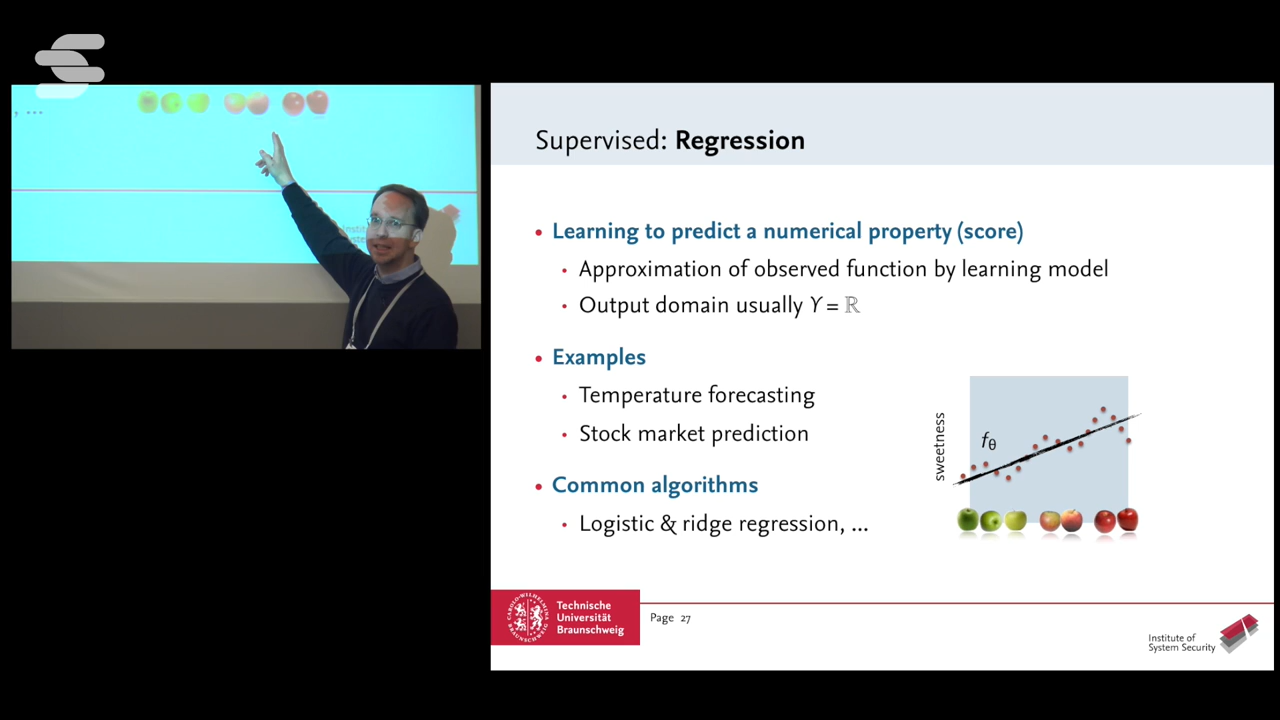 , ...
Supervised: Regression
• Learning to predict a numerical property (score)
• Approximation of observed function by learning model
• Output domain usually Y = ℝ
• Examples
• Temperature forecasting
• Stock market prediction
• Common algorithms
• Logistic & ridge regression, ...
sweetness
fθ
Technische
Universität
Braunschweig
Page 27
Institute of
System Security